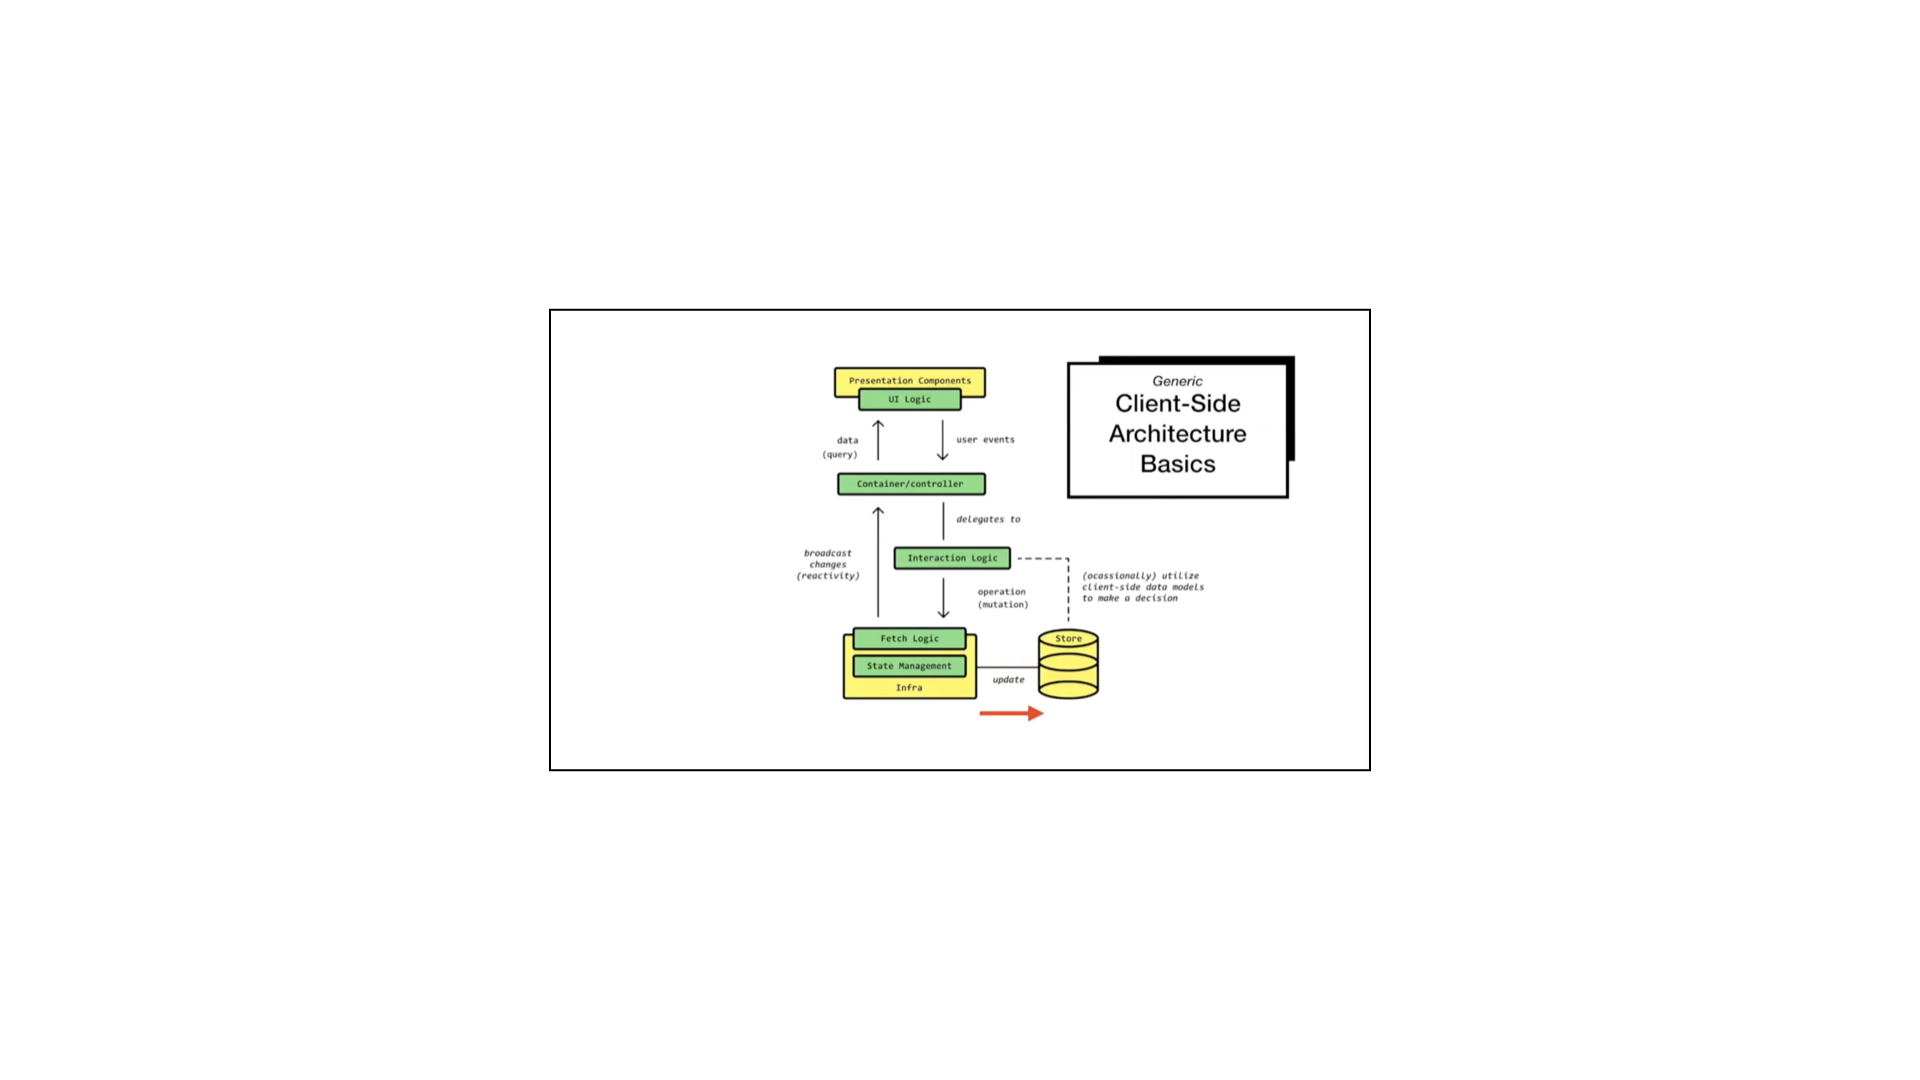 Presentation Components
UI Logic
data
(query)
user events
Generic
Client-Side
Architecture
Basics
Container/controller
delegates to
broadcast
changes
(reactivity)
Interaction Logic
(ocassionally) utilize
client-side data models
to make a decision
operation
(mutation)
Fetch Logic
State Management
Infra
Store
update